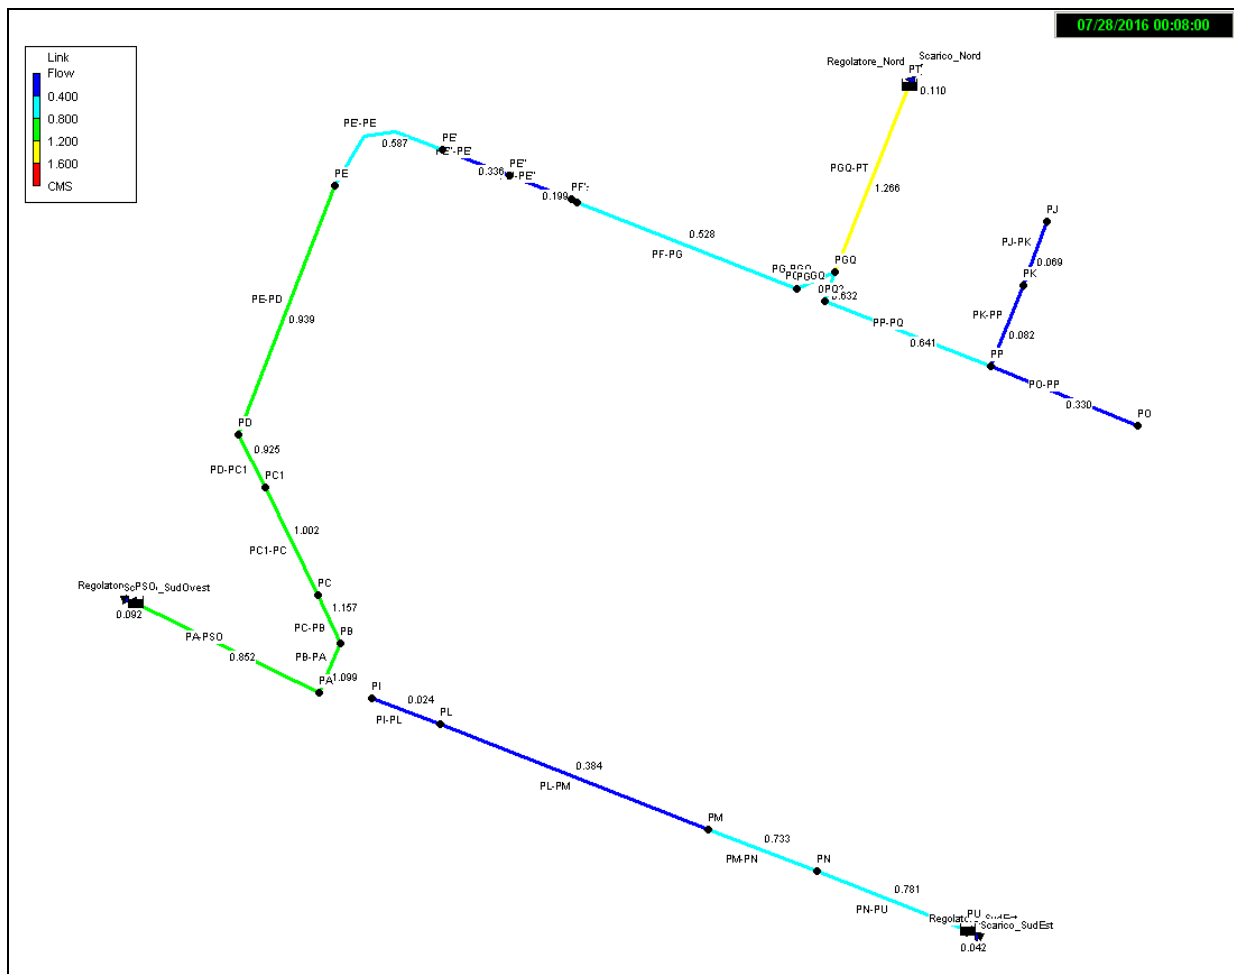 07/28/2016 00:08:00
Link
Flow
0.400
0.800
1.200
1.600
CMS
Scarico_Nord
Regolatore_Nord
PT
0.110
PGQ-PT
1.266
PE'-PE
0.587
PE'
PE
0.336
PE''
0.199
0.528
PF-PG
PGQ
0.632
PP-PQ
0.641
PJ
PJ-PK
0.069
PK
PK-PP
0.082
PP
PO-PP
0.330
PO
PE-PD
0.939
PD
0.925
PD-PC1
PC1
1.002
PC1-PC
PC
1.157
PC-PB
PB
PB-PA
1.099
PA
PSO
_SudOvest
0.092
PA-PSO
0.852
PI
0.024
PI-PL
PL
0.384
PL-PM
PM
0.733
PM-PN
PN
0.781
PN-PU
PU
Scarico_SudEst
0.042